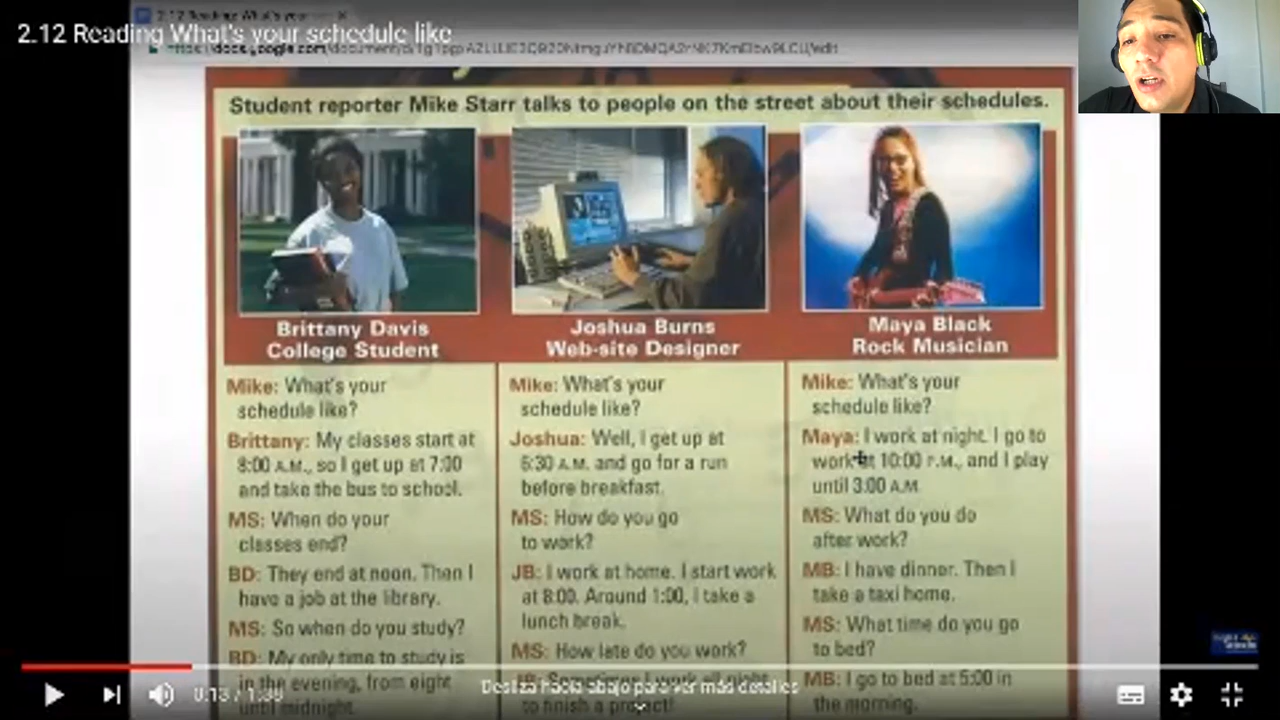 2.12 Reading What's your schedule like
Student reporter Mike Starr talks to people on the street about their schedules.
Brittany Davis
College Student
Mike: What's your
schedule like?
Brittany: My classes start at
8:00 A.M., so I get up at 7:00
and take the bus to school.
MS: When do your
classes end?
BD: They end at noon. Then I
have a job at the library.
MS: So when do you study?
BD: My only time to study is
in the evening, from eight
until midnight.
Joshua Burns
Web-site Designer
Mike: What's your
schedule like?
Joshua: Well, I get up at
6:30 A.M. and go for a run
before breakfast.
MS: How do you go
to work?
JB: I work at home. I start work
at 8:00. Around 1:00, I take a
lunch break.
MS: How late do you work?
JB: Sometimes I work all night
to finish a project!
Maya Black
Rock Musician
Mike: What's your
schedule like?
Maya: I work at night. I go to
work at 10:00 P.M., and I play
until 3:00 A.M.
MS: What do you do
after work?
MB: I have dinner. Then I
take a taxi home.
MS: What time do you go
to bed?
MB: I go to bed at 5:00 in
the morning.
0:13 / 1:38
Desliza hacia abajo para ver más detalles